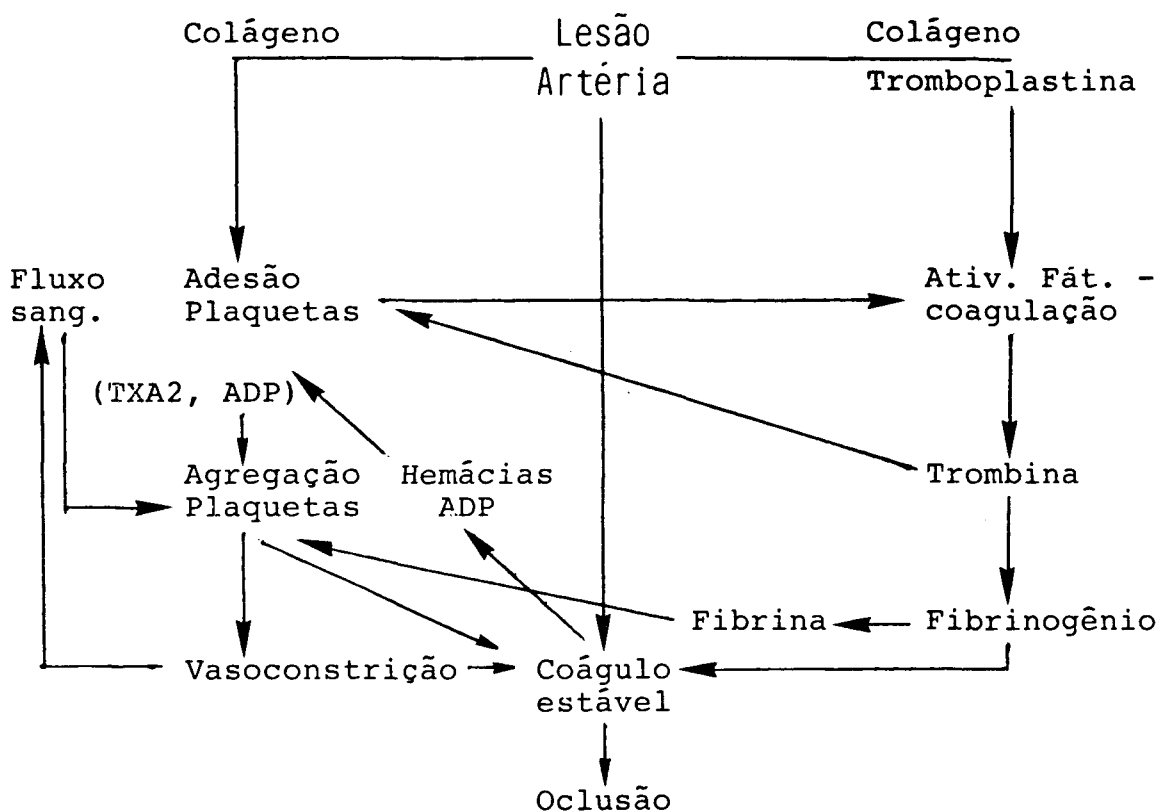 Colágeno
Lesão
Artéria
Colágeno
Tromboplastina
Fluxo
sang.
Adesão
Plaquetas
Ativ. Fát. -
coagulação
(TXA2, ADP)
Agregação
Plaquetas
Hemácias
ADP
Trombina
Fibrina
Fibrinogênio
Vasoconstrição
Coágulo
estável
Oclusão